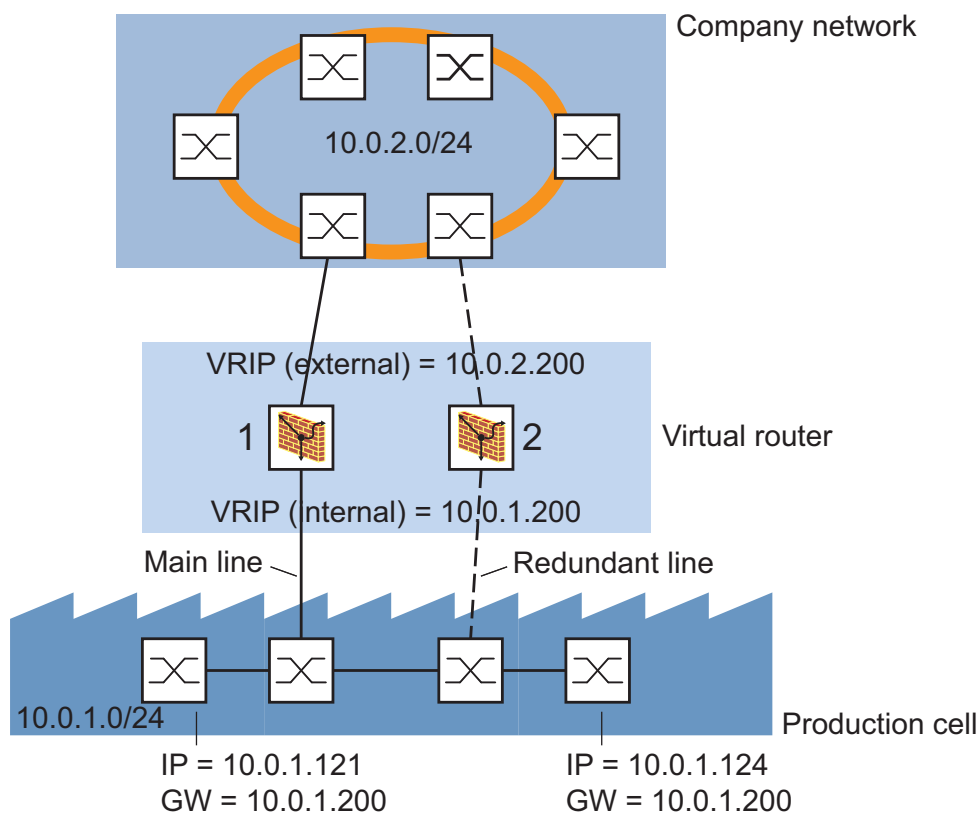 Company network
10.0.2.0/24
VRIP (external) = 10.0.2.200
1
2
Virtual router
VRIP (internal) = 10.0.1.200
Main line
Redundant line
10.0.1.0/24
Production cell
IP = 10.0.1.121
GW = 10.0.1.200
IP = 10.0.1.124
GW = 10.0.1.200